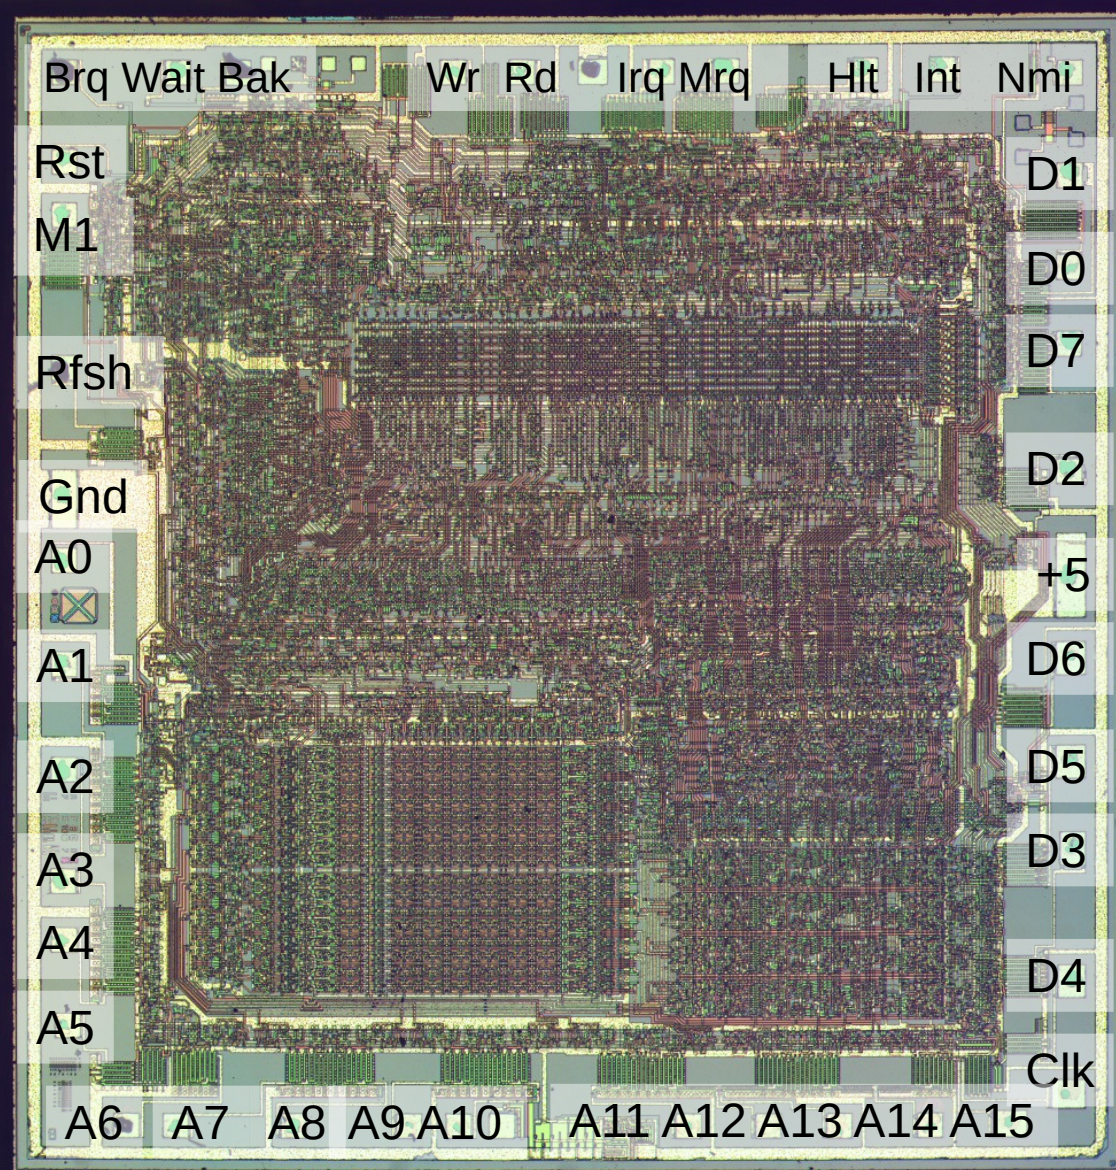 Brq Wait Bak Wr Rd Irq Mrq Hlt Int Nmi
Rst
D1
M1
D0
D7
Rfsh
D2
Gnd
A0
+5
A1
D6
A2
D5
D3
A3
A4
D4
A5
Clk
A6 A7 A8 A9 A10 A11 A12 A13 A14 A15